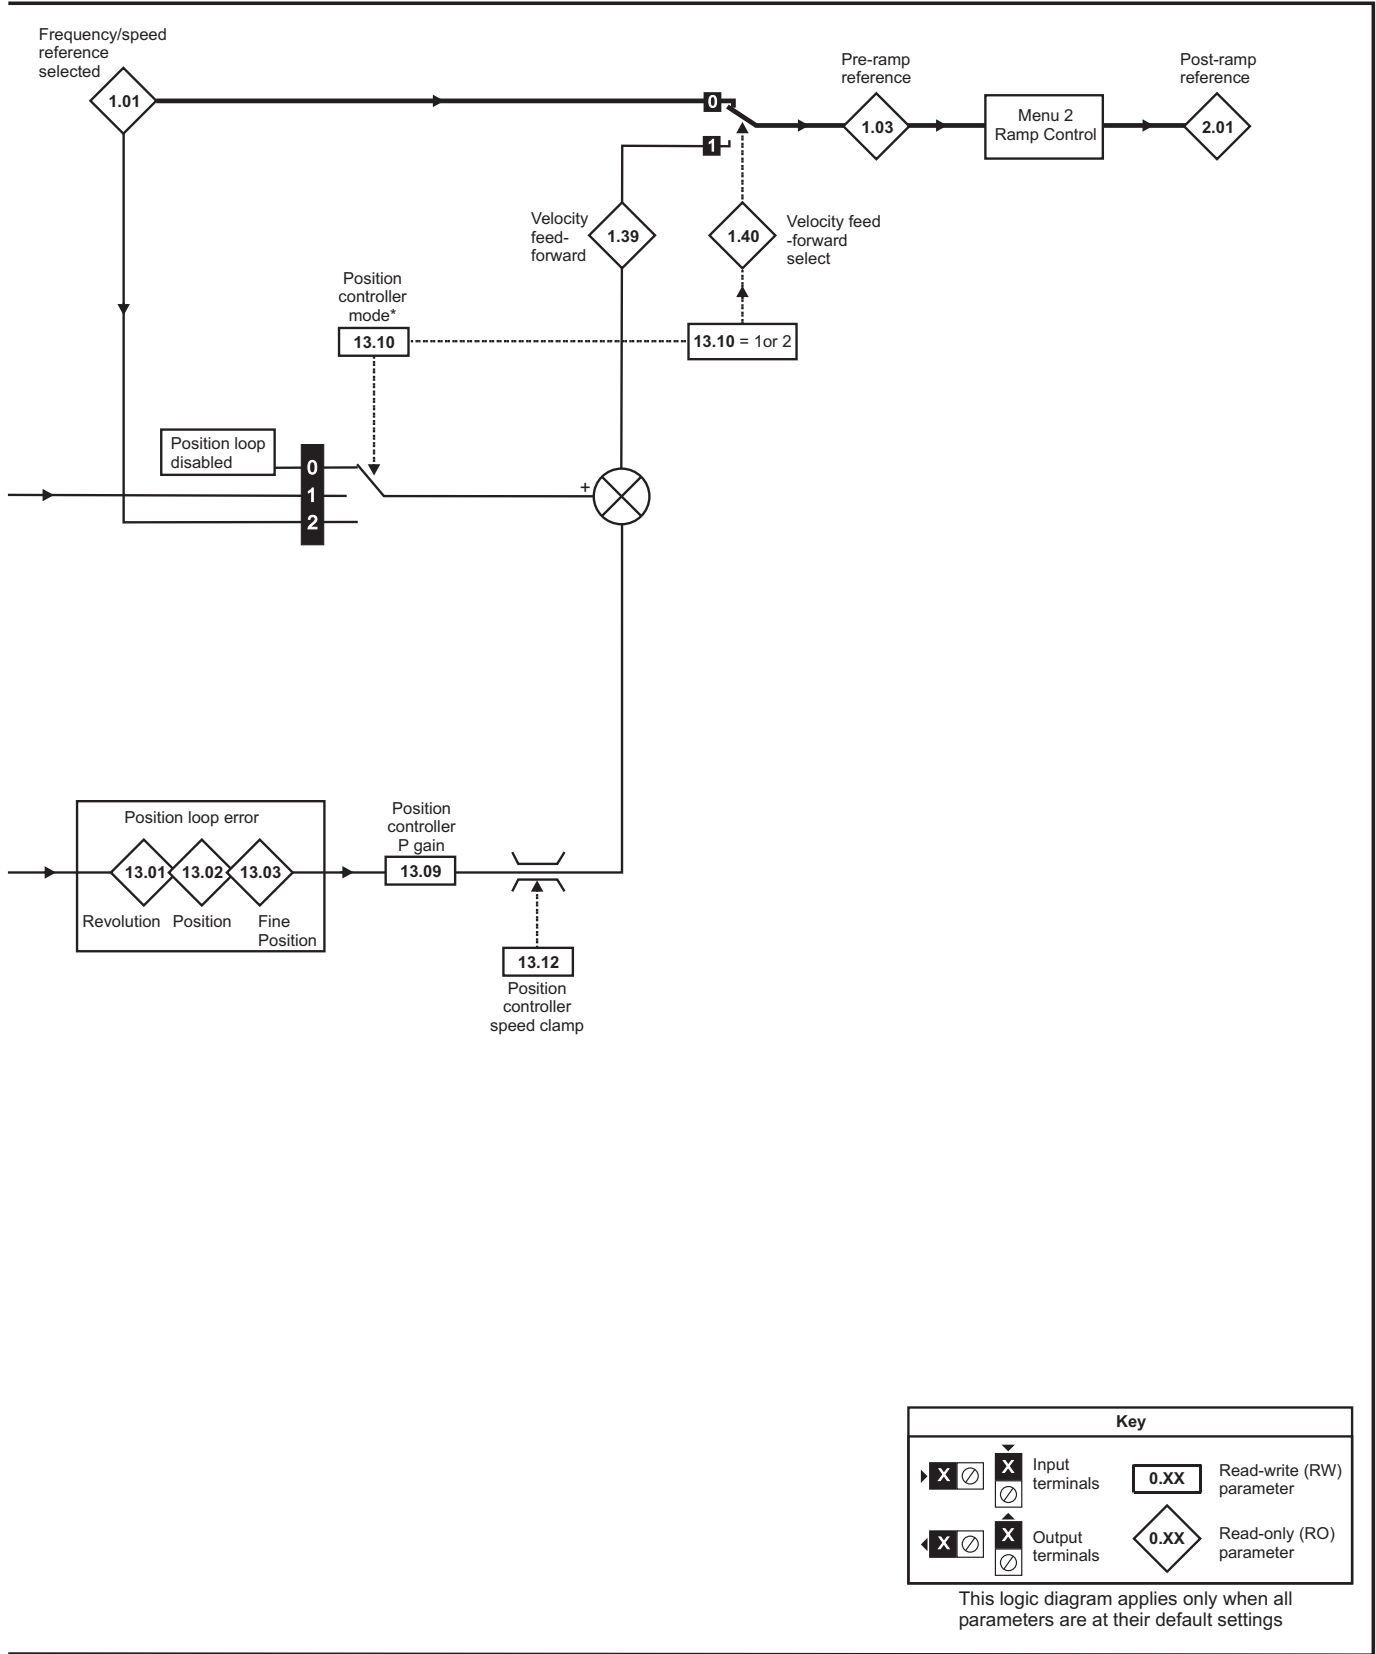 Frequency/speed
reference
selected
1.01
0
1
Pre-ramp
reference
1.03
Menu 2
Ramp Control
Post-ramp
reference
2.01
Velocity
feed-
forward
1.39
1.40
Velocity feed
-forward
select
Position
controller
mode*
13.10
13.10 = 1or 2
Position loop
disabled
0
1
2
+
Position loop error
13.01
13.02
13.03
Revolution
Position
Fine
Position
Position
controller
P gain
13.09
13.12
Position
controller
speed clamp
Key
X
X
Input
terminals
0.XX
Read-write (RW)
parameter
X
X
Output
terminals
0.XX
Read-only (RO)
parameter
This logic diagram applies only when all
parameters are at their default settings